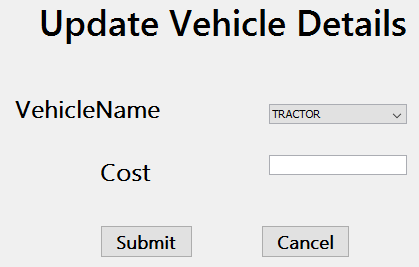 Update Vehicle Details
VehicleName TRACTOR
Cost
Submit Cancel